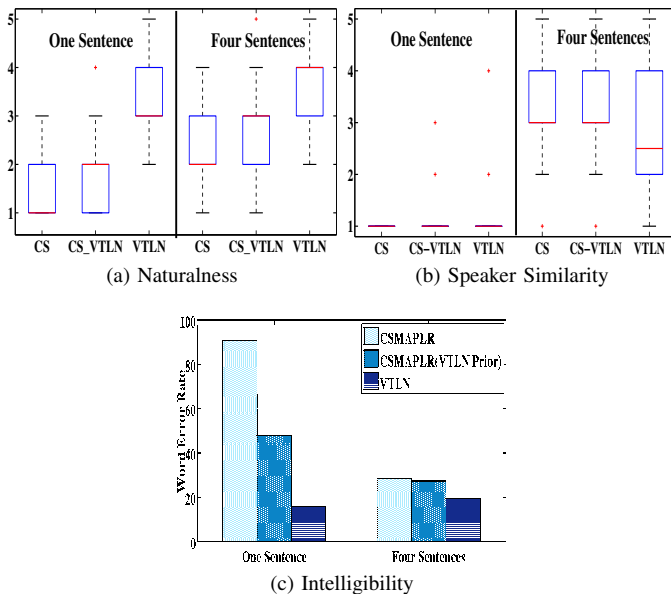 One Sentence
Four Sentences
5
4
3
2
1
CS
CS_VTLN
VTLN
CS
CS_VTLN
VTLN
(a) Naturalness
One Sentence
Four Sentences
5
4
3
2
1
CS
CS-VTLN
VTLN
CS
CS-VTLN
VTLN
(b) Speaker Similarity
Word Error Rate
100
80
60
40
20
0
CSMAPLR
CSMAPLR(VTLN Prior)
VTLN
One Sentence
Four Sentences
(c) Intelligibility